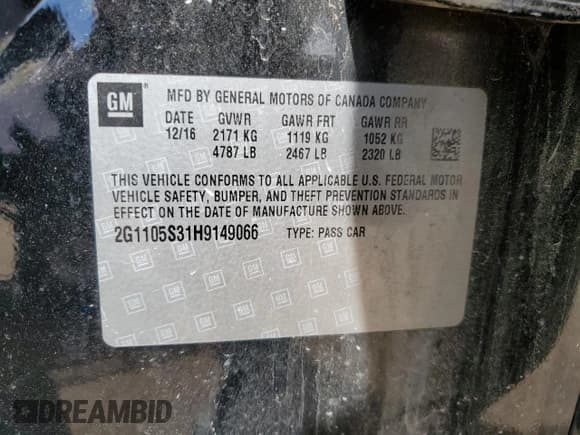 GM
MFD BY GENERAL MOTORS OF CANADA COMPANY
DATE GVWR GAWR FRT GAWR RR
12/16 2171 KG 1119 KG 1052 KG
4787 LB 2467 LB 2320 LB
THIS VEHICLE CONFORMS TO ALL APPLICABLE U.S. FEDERAL MOTOR
VEHICLE SAFETY, BUMPER, AND THEFT PREVENTION STANDARDS IN
EFFECT ON THE DATE OF MANUFACTURE SHOWN ABOVE.
2G1105S31H9149066 TYPE: PASS CAR
DREAMBID